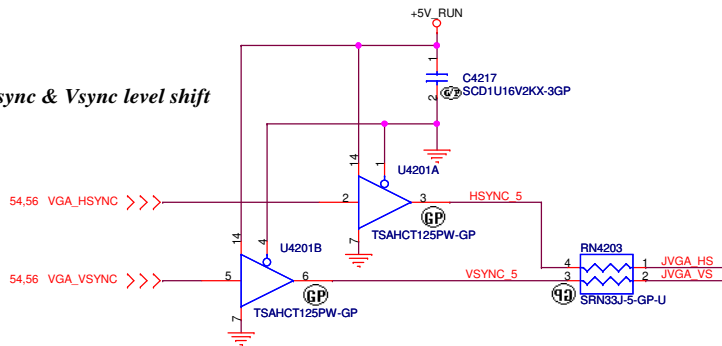 +5V_RUN
1
C4217
GP
SCD1U16V2KX-3GP
2
sync & Vsync level shift
14
1
U4201A
54,56 VGA_HSYNC
2
3
HSYNC_5
GP
TSAHCT125PW-GP
7
14
4
U4201B
RN4203
4
1
JVGA_HS
54,56 VGA_VSYNC
5
6
VSYNC_5
3
2
JVGA_VS
GP
GP
SRN33J-5-GP-U
TSAHCT125PW-GP
7